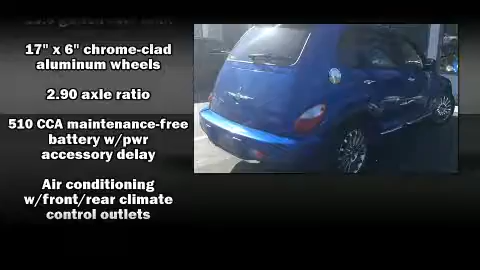 17" x 6" chrome-clad
aluminum wheels
2.90 axle ratio
510 CCA maintenance-free
battery w/pwr
accessory delay
Air conditioning
w/front/rear climate
control outlets